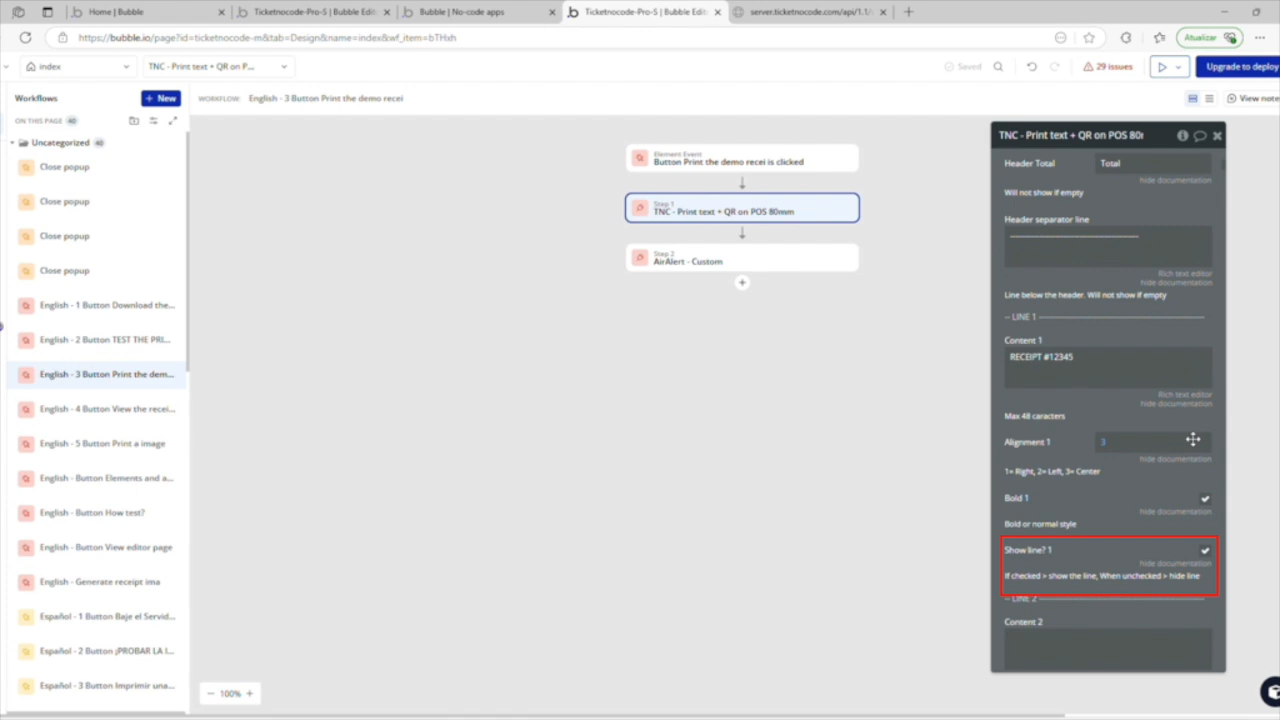 Home | Bubble
Ticketnocode-Pro-S | Bubble Edit
Bubble | No-code apps
Ticketnocode-Pro-S | Bubble Edit
server.ticketnocode.com/api/1.1/
https://bubble.io/page?id=ticketnocode-m&tab=Design&name=index&wf_item=bTHxh
Atualizar
index
TNC - Print text + QR on P...
Saved
29 issues
Upgrade to deploy
Workflows
+ New
WORKFLOW: English - 3 Button Print the demo recei
View note
ON THIS PAGE 40
Uncategorized 40
Close popup
Close popup
Close popup
Close popup
English - 1 Button Download the...
English - 2 Button TEST THE PRI...
English - 3 Button Print the dem...
English - 4 Button View the recei...
English - 5 Button Print a image
English - Button Elements and a...
English - Button How test?
English - Button View editor page
English - Generate receipt ima
Español - 1 Button Baje el Servid...
Español - 2 Button ¡PROBAR LA I...
Español - 3 Button Imprimir una...
Element Event
Button Print the demo recei is clicked
Step 1
TNC - Print text + QR on POS 80mm
Step 2
AirAlert - Custom
100%
TNC - Print text + QR on POS 80
Header Total Total
hide documentation
Will not show if empty
Header separator line
------------------------------------------------
Rich text editor
hide documentation
Line below the header. Will not show if empty
-- LINE 1 ------------------------------------------------
Content 1
RECEIPT #12345
Rich text editor
hide documentation
Max 48 caracters
Alignment 1 3
hide documentation
1= Right, 2= Left, 3= Center
Bold 1
hide documentation
Bold or normal style
Show line? 1
hide documentation
If checked > show the line, When unchecked > hide line
-- LINE 2 ------------------------------------------------
Content 2